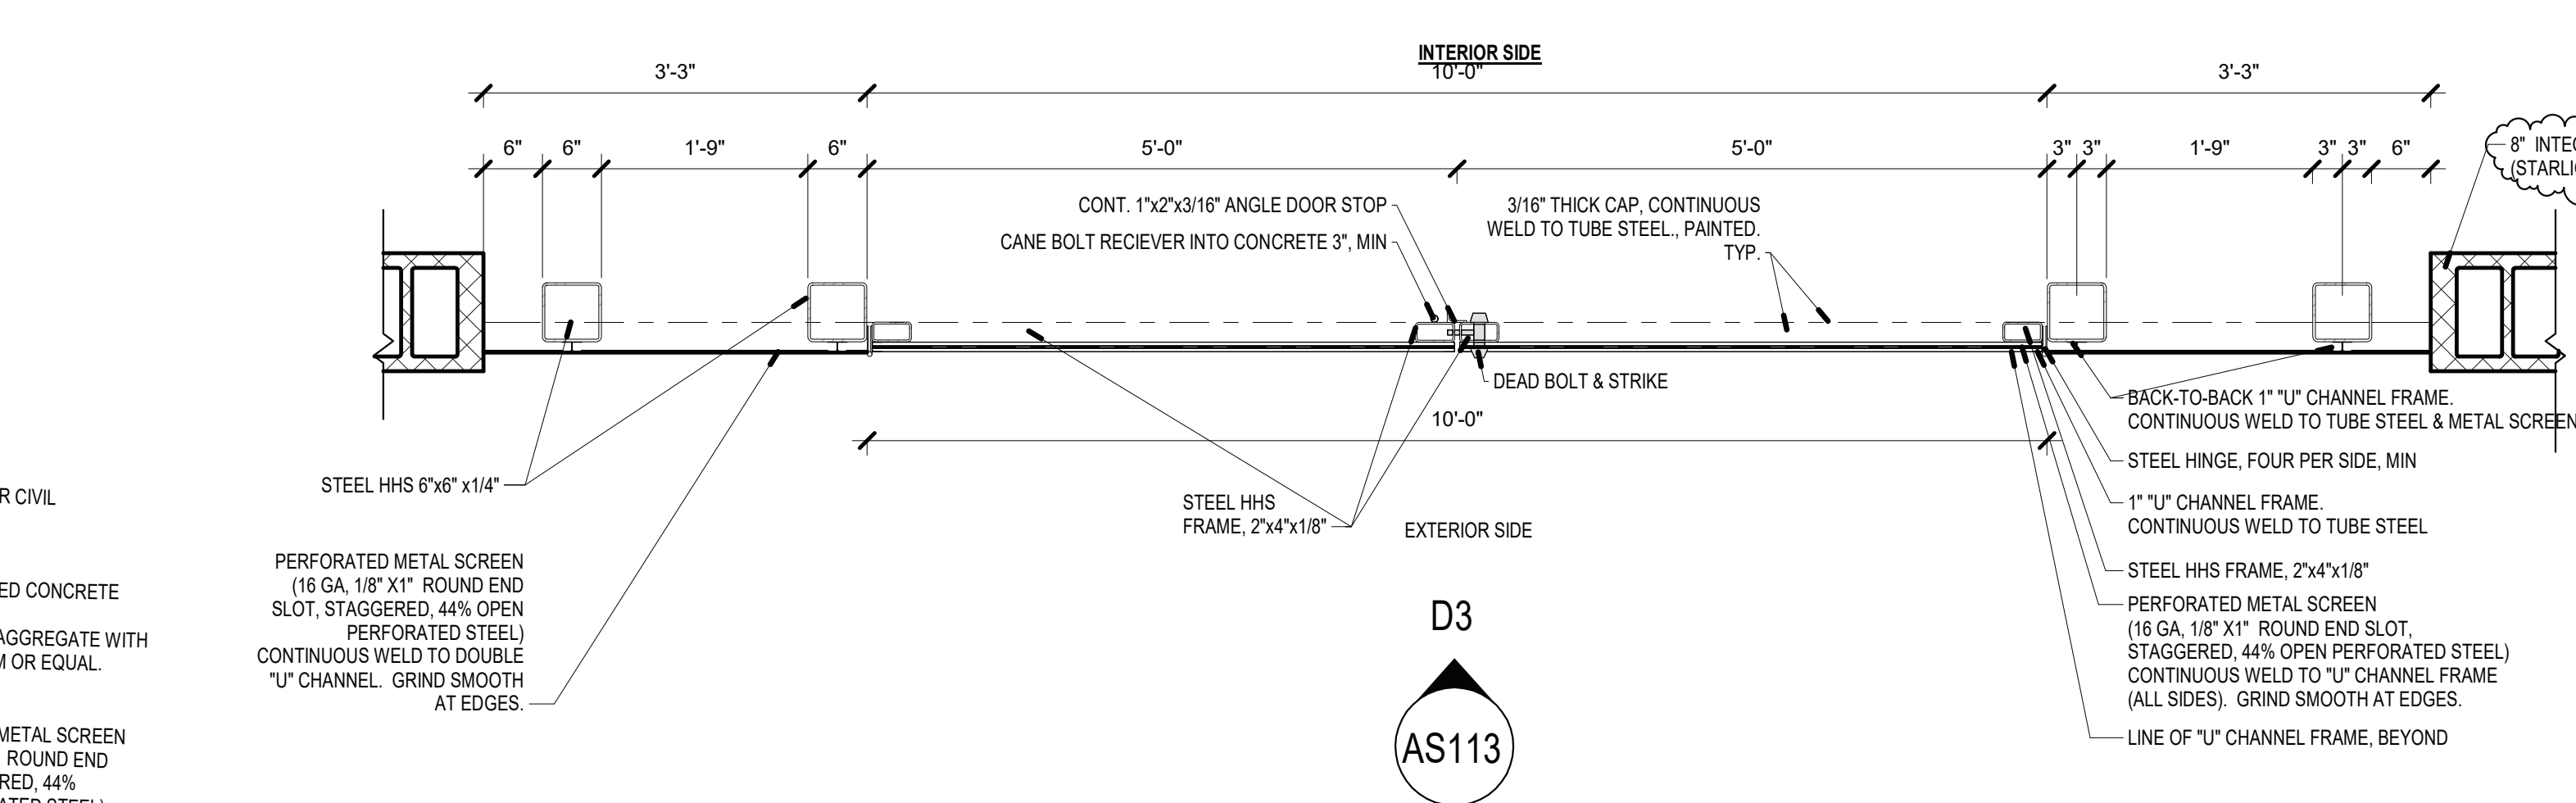 INTERIOR SIDE
3'-3"
10'-0"
3'-3"
6"
6"
1'-9"
6"
5'-0"
5'-0"
3"
3"
1'-9"
3"
3"
6"
8"
CONT. 1"x2"x3/16" ANGLE DOOR STOP
CANE BOLT RECIEVER INTO CONCRETE 3", MIN
3/16" THICK CAP, CONTINUOUS
WELD TO TUBE STEEL., PAINTED.
TYP.
DEAD BOLT & STRIKE
10'-0"
STEEL HHS 6"x6" x1/4"
STEEL HHS
FRAME, 2"x4"x1/8"
EXTERIOR SIDE
PERFORATED METAL SCREEN
(16 GA, 1/8" X1" ROUND END
SLOT, STAGGERED, 44% OPEN
PERFORATED STEEL)
CONTINUOUS WELD TO DOUBLE
"U" CHANNEL. GRIND SMOOTH
AT EDGES.
BACK-TO-BACK 1" "U" CHANNEL FRAME.
CONTINUOUS WELD TO TUBE STEEL & METAL SCREEN
STEEL HINGE, FOUR PER SIDE, MIN
1" "U" CHANNEL FRAME.
CONTINUOUS WELD TO TUBE STEEL
STEEL HHS FRAME, 2"x4"x1/8"
PERFORATED METAL SCREEN
(16 GA, 1/8" X1" ROUND END SLOT,
STAGGERED, 44% OPEN PERFORATED STEEL)
CONTINUOUS WELD TO "U" CHANNEL FRAME
(ALL SIDES). GRIND SMOOTH AT EDGES.
LINE OF "U" CHANNEL FRAME, BEYOND
D3
AS113
CIVIL
CONCRETE
AGGREGATE WITH
OR EQUAL.
METAL SCREEN
ROUND END
44%